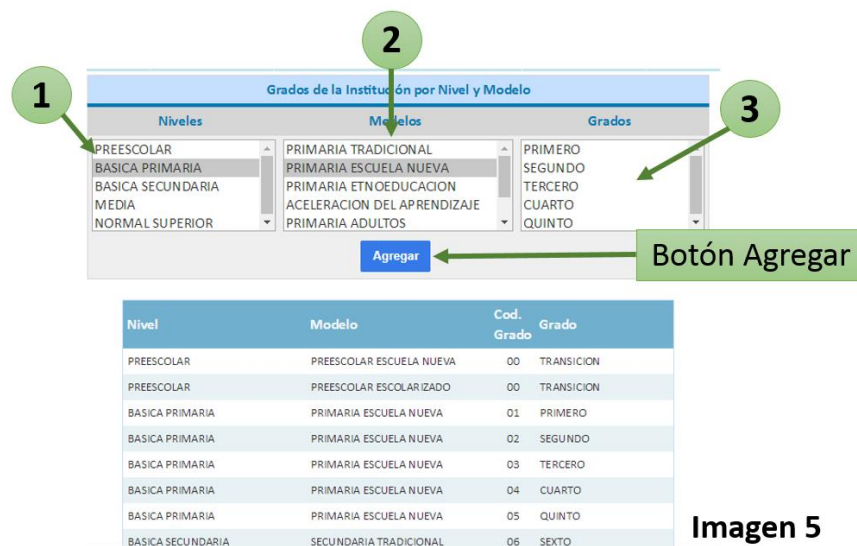 2
1
3
Grados de la Institución por Nivel y Modelo
Niveles Modelos Grados
PREESCOLAR PRIMARIA TRADICIONAL PRIMERO
BASICA PRIMARIA PRIMARIA ESCUELA NUEVA SEGUNDO
BASICA SECUNDARIA PRIMARIA ETNOEDUCACION TERCERO
MEDIA ACELERACION DEL APRENDIZAJE CUARTO
NORMAL SUPERIOR PRIMARIA ADULTOS QUINTO
Agregar
Botón Agregar
Nivel Modelo Cod. Grado Grado
PREESCOLAR PREESCOLAR ESCUELA NUEVA 00 TRANSICION
PREESCOLAR PREESCOLAR ESCOLARIZADO 00 TRANSICION
BASICA PRIMARIA PRIMARIA ESCUELA NUEVA 01 PRIMERO
BASICA PRIMARIA PRIMARIA ESCUELA NUEVA 02 SEGUNDO
BASICA PRIMARIA PRIMARIA ESCUELA NUEVA 03 TERCERO
BASICA PRIMARIA PRIMARIA ESCUELA NUEVA 04 CUARTO
BASICA PRIMARIA PRIMARIA ESCUELA NUEVA 05 QUINTO
BASICA SECUNDARIA SECUNDARIA TRADICIONAL 06 SEXTO
Imagen 5